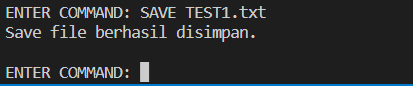 ENTER COMMAND: SAVE TEST1.txt
Save file berhasil disimpan.
ENTER COMMAND: